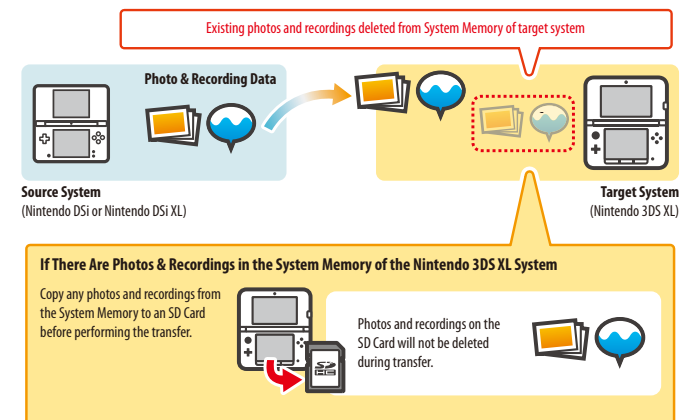 Existing photos and recordings deleted from System Memory of target system
Photo & Recording Data
Source System
(Nintendo DSi or Nintendo DSi XL)
Target System
(Nintendo 3DS XL)
If There Are Photos & Recordings in the System Memory of the Nintendo 3DS XL System
Copy any photos and recordings from
the System Memory to an SD Card
before performing the transfer.
SD
HC
Photos and recordings on the
SD Card will not be deleted
during transfer.